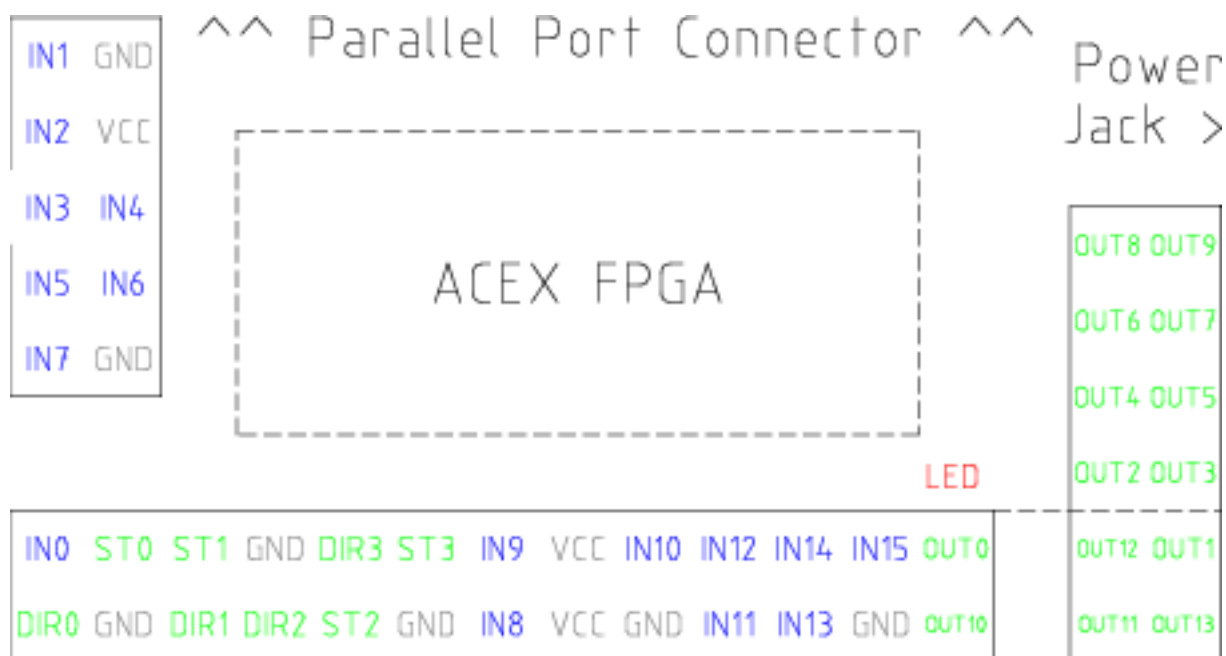 ^^ Parallel Port Connector ^^
Power
Jack >
IN1 GND
IN2 VCC
IN3 IN4
IN5 IN6
IN7 GND
ACEX FPGA
OUT8 OUT9
OUT6 OUT7
OUT4 OUT5
OUT2 OUT3
OUT12 OUT1
OUT11 OUT13
LED
IN0 ST0 ST1 GND DIR3 ST3 IN9 VCC IN10 IN12 IN14 IN15 OUT0
DIR0 GND DIR1 DIR2 ST2 GND IN8 VCC GND IN11 IN13 GND OUT10